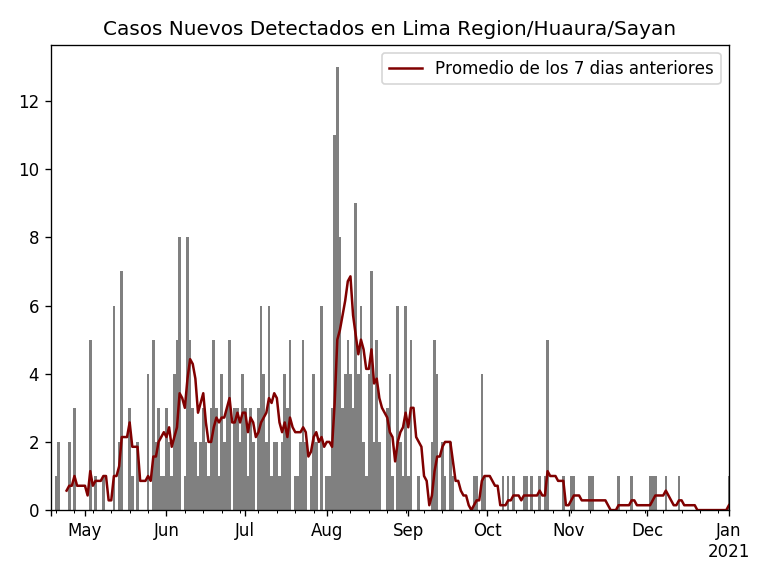 Casos Nuevos Detectados en Lima Region/Huaura/Sayan
Promedio de los 7 dias anteriores
12
10
8
6
4
2
0
May Jun Jul Aug Sep Oct Nov Dec Jan
2021